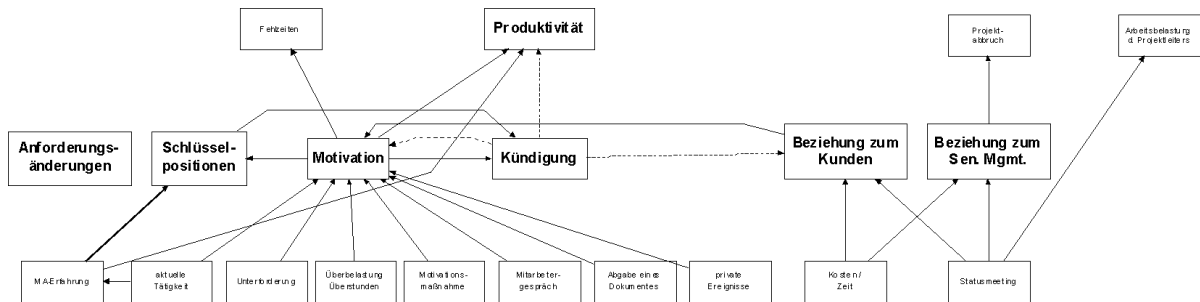 Fehlzeiten
Produktivität
Projekt-
abbruch
Arbeitsbelastung
d. Projektleiters
Anforderungs-
änderungen
Schlüssel-
positionen
Motivation
Kündigung
Beziehung zum
Kunden
Beziehung zum
Sen. Mgmt.
MA-Erfahrung
aktuelle
Tätigkeit
Unterforderung
Überbelastung
Überstunden
Motivations-
maßnahme
Mitarbeiter-
gespräch
Abgabe eines
Dokumentes
private
Ereignisse
Kosten/
Zeit
Statusmeeting